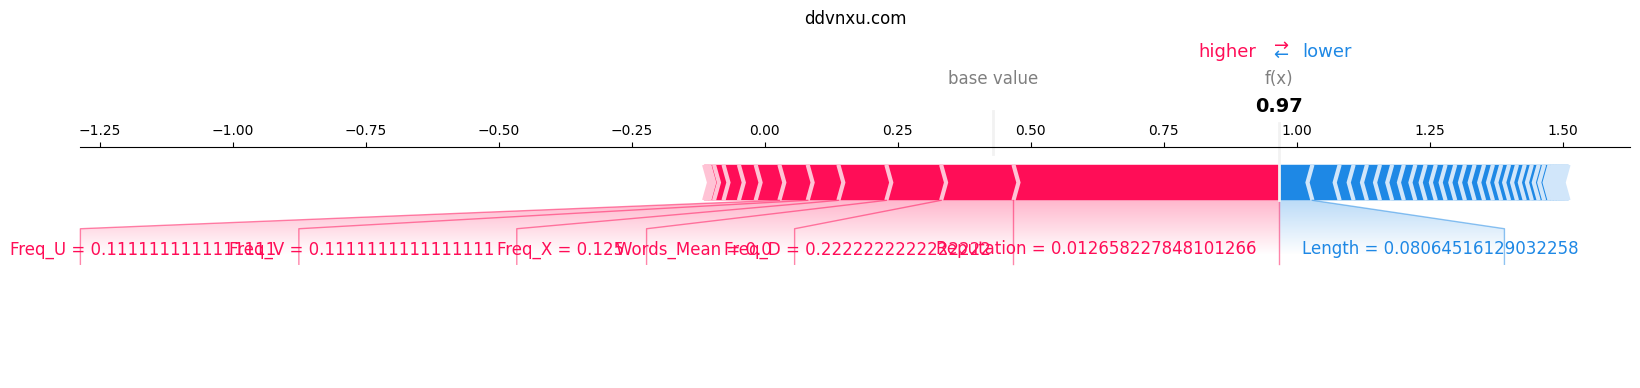 ddvnxu.com
higher ⇄ lower
base value f(x)
0.97
−1.25 −1.00 −0.75 −0.50 −0.25 0.00 0.25 0.50 0.75 1.00 1.25 1.50
Freq_U = 0.1111111111111111 Freq_V = 0.1111111111111111 Freq_X = 0.125 Words_Mean = 0.0 Freq_D = 0.2222222222222222 Reputation = 0.012658227848101266 Length = 0.08064516129032258